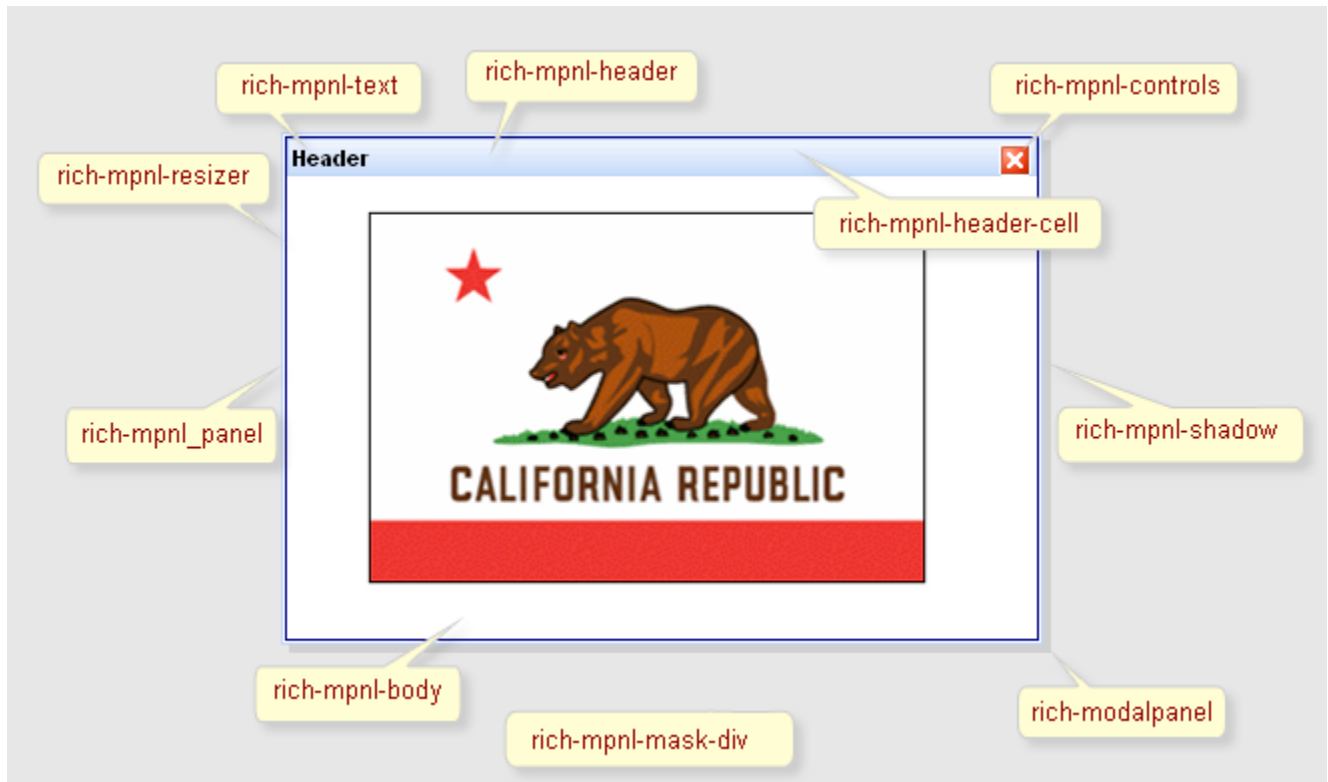 rich-mpnl-text
rich-mpnl-header
rich-mpnl-controls
Header
rich-mpnl-resizer
rich-mpnl-header-cell
rich-mpnl_panel
rich-mpnl-shadow
CALIFORNIA REPUBLIC
rich-mpnl-body
rich-modalpanel
rich-mpnl-mask-div